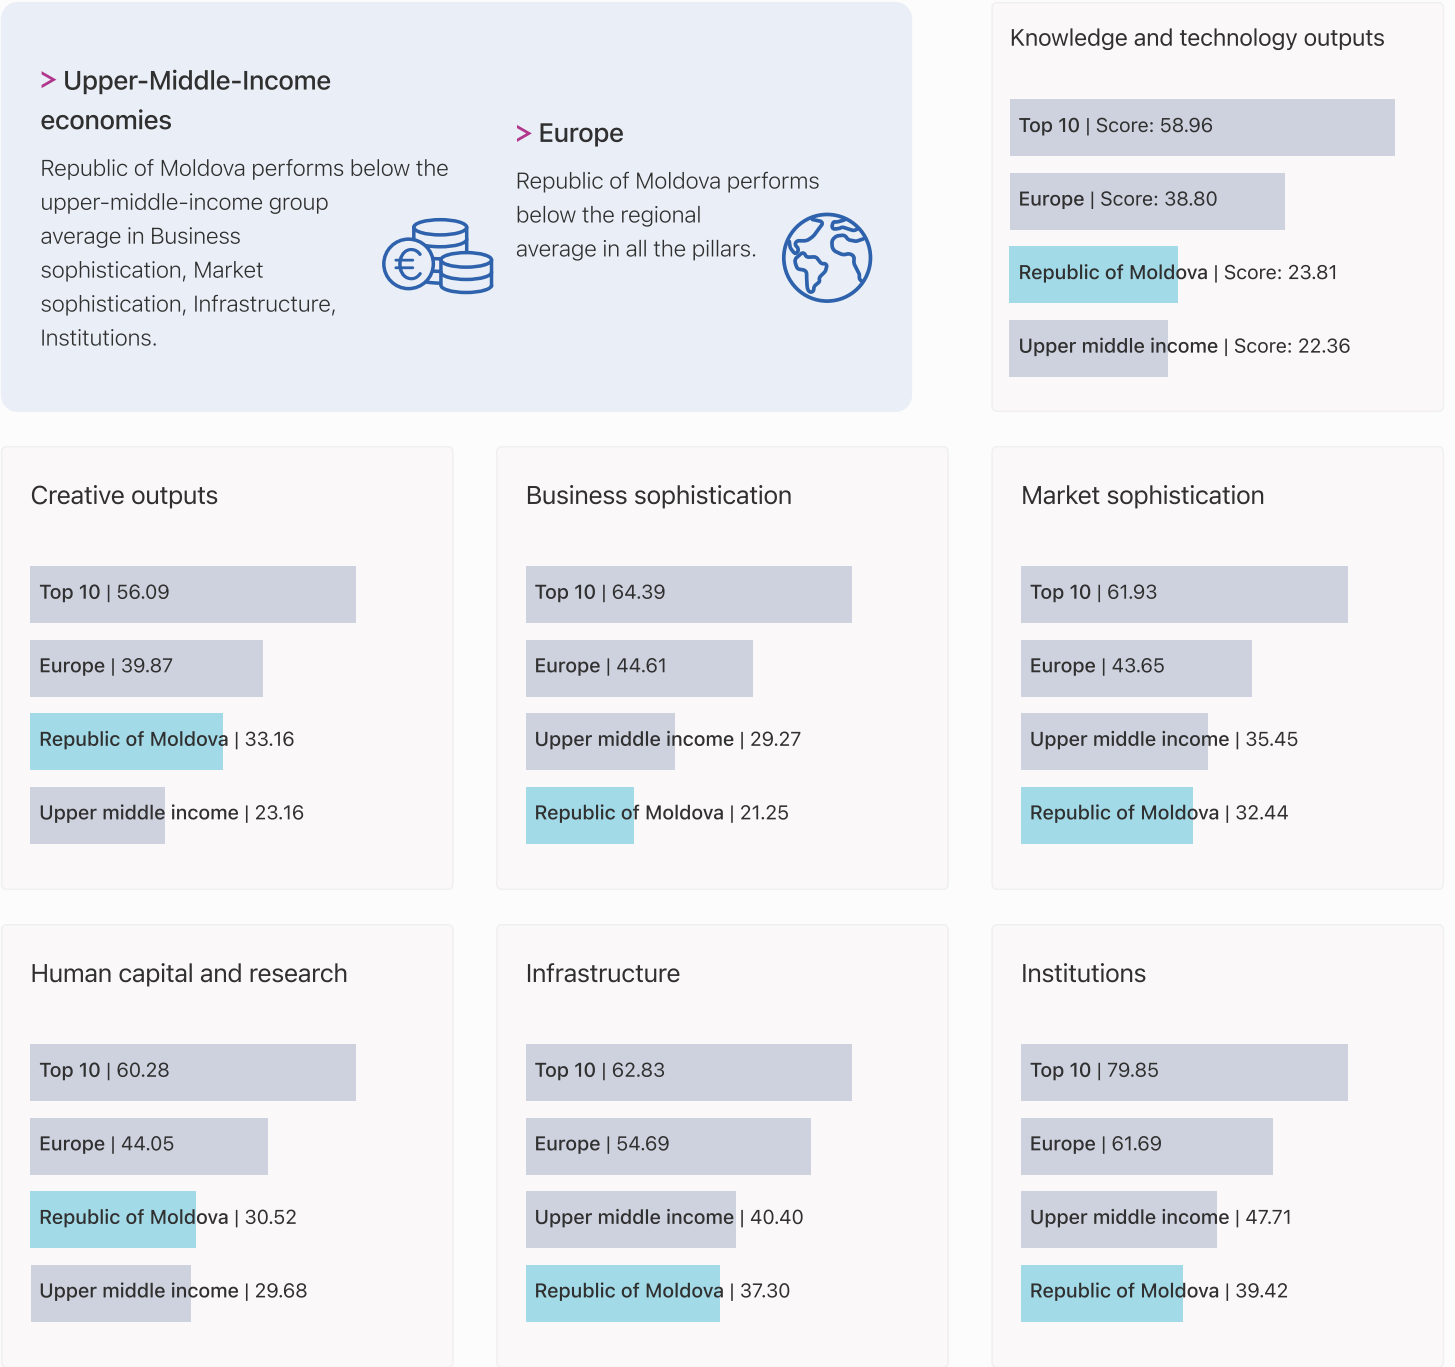 > Upper-Middle-Income
economies
Republic of Moldova performs below the
upper-middle-income group
average in Business
sophistication, Market
sophistication, Infrastructure,
Institutions.
> Europe
Republic of Moldova performs
below the regional
average in all the pillars.
Knowledge and technology outputs
Top 10 | Score: 58.96
Europe | Score: 38.80
Republic of Moldova | Score: 23.81
Upper middle income | Score: 22.36
Creative outputs
Top 10 | 56.09
Europe | 39.87
Republic of Moldova | 33.16
Upper middle income | 23.16
Business sophistication
Top 10 | 64.39
Europe | 44.61
Upper middle income | 29.27
Republic of Moldova | 21.25
Market sophistication
Top 10 | 61.93
Europe | 43.65
Upper middle income | 35.45
Republic of Moldova | 32.44
Human capital and research
Top 10 | 60.28
Europe | 44.05
Republic of Moldova | 30.52
Upper middle income | 29.68
Infrastructure
Top 10 | 62.83
Europe | 54.69
Upper middle income | 40.40
Republic of Moldova | 37.30
Institutions
Top 10 | 79.85
Europe | 61.69
Upper middle income | 47.71
Republic of Moldova | 39.42